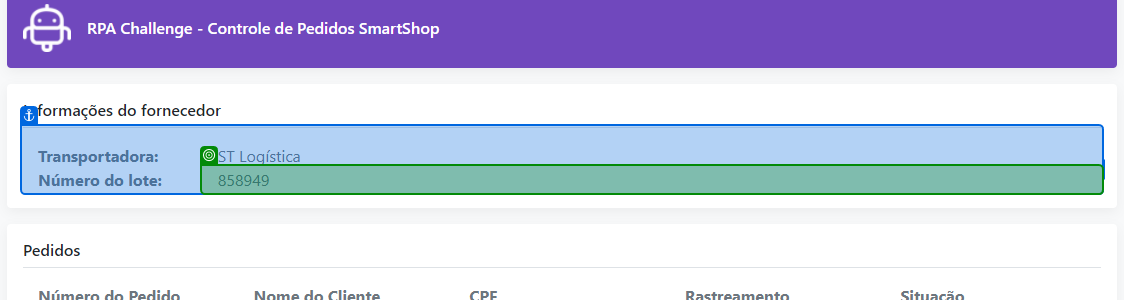 RPA Challenge - Controle de Pedidos SmartShop
formações do fornecedor
Transportadora: ST Logística
Número do lote: 858949
Pedidos
Número do Pedido Nome do Cliente CPF Rastreamento Situação